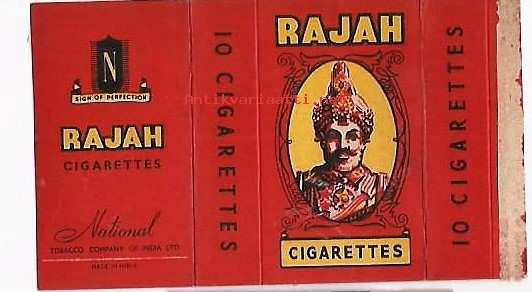 N
SIGN OF PERFECTION
RAJAH
CIGARETTES
National
TOBACCO COMPANY OF INDIA LTD
MADE IN INDIA
10 CIGARETTES
RAJAH
CIGARETTES
10 CIGARETTES